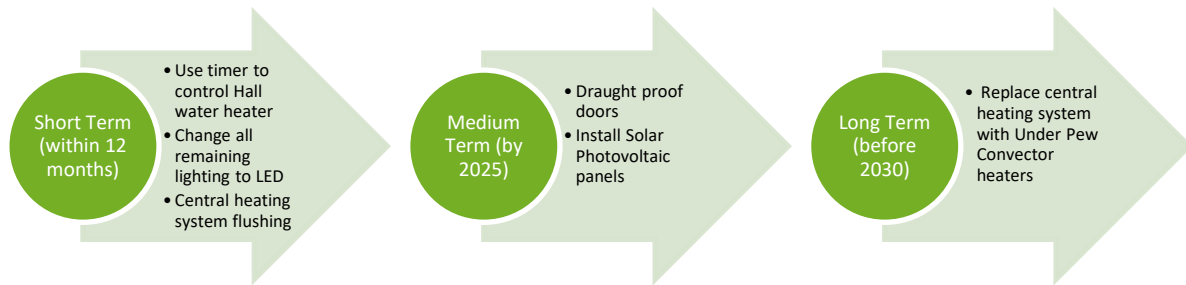 Short Term
(within 12
months)
• Use timer to
control Hall
water heater
• Change all
remaining
lighting to LED
• Central heating
system flushing
Medium
Term (by
2025)
• Draught proof
doors
• Install Solar
Photovoltaic
panels
Long Term
(before
2030)
• Replace central
heating system
with Under Pew
Convector
heaters